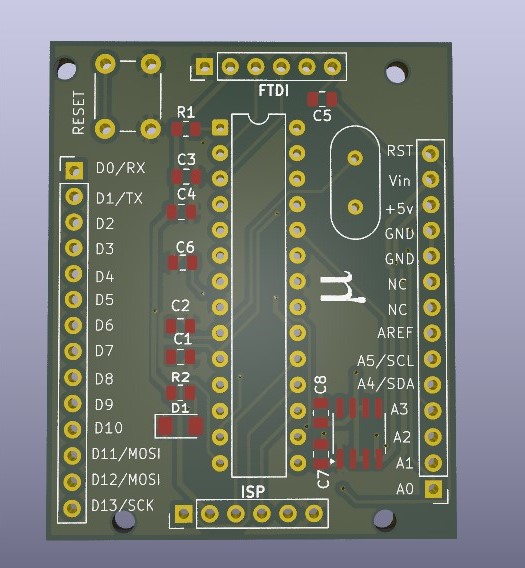 RESET
FTDI
R1
C5
C3
C4
C6
C2
C1
R2
D1
C8
C7
ISP
µ
D0/RX
D1/TX
D2
D3
D4
D5
D6
D7
D8
D9
D10
D11/MOSI
D12/MOSI
D13/SCK
RST
Vin
+5v
GND
GND
NC
NC
AREF
A5/SCL
A4/SDA
A3
A2
A1
A0